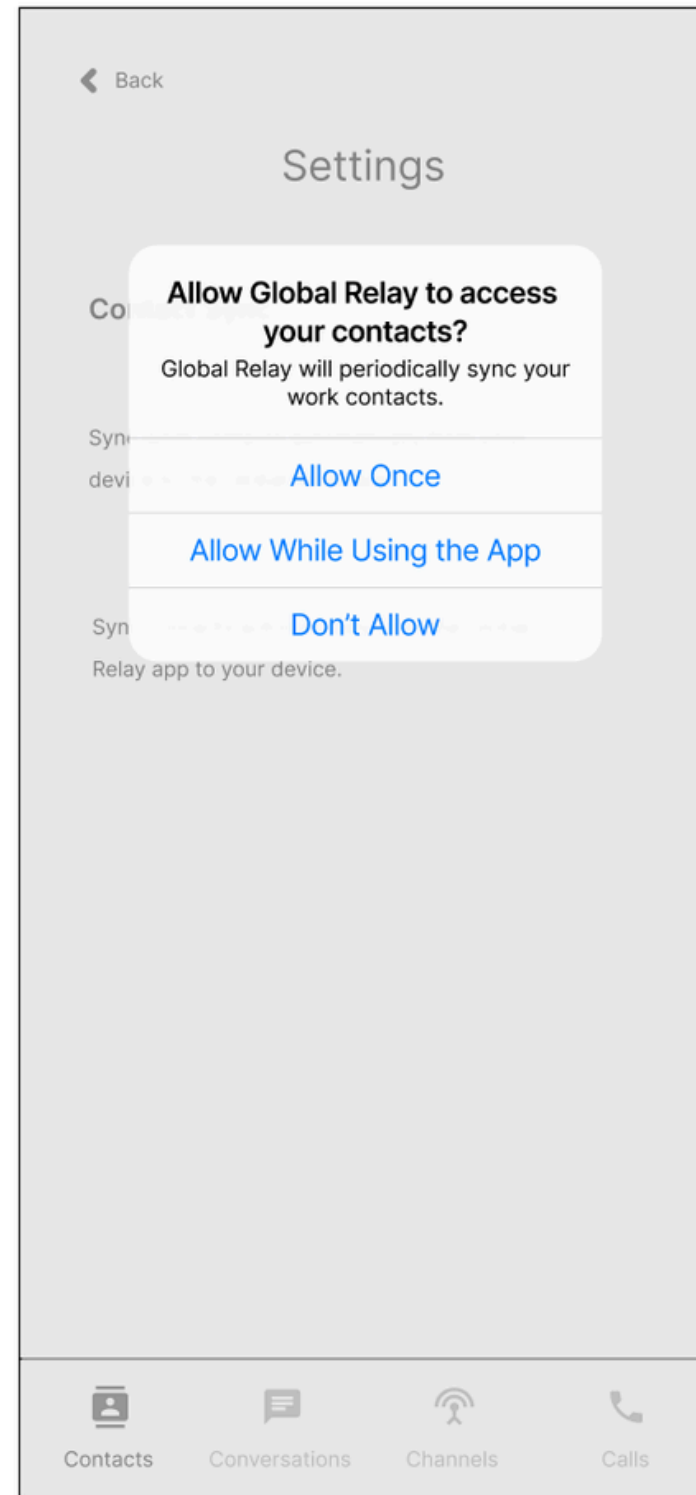 Back
Settings
Allow Global Relay to access
your contacts?
Global Relay will periodically sync your
work contacts.
Allow Once
Allow While Using the App
Don't Allow
Relay app to your device.
Contacts
Conversations
Channels
Calls